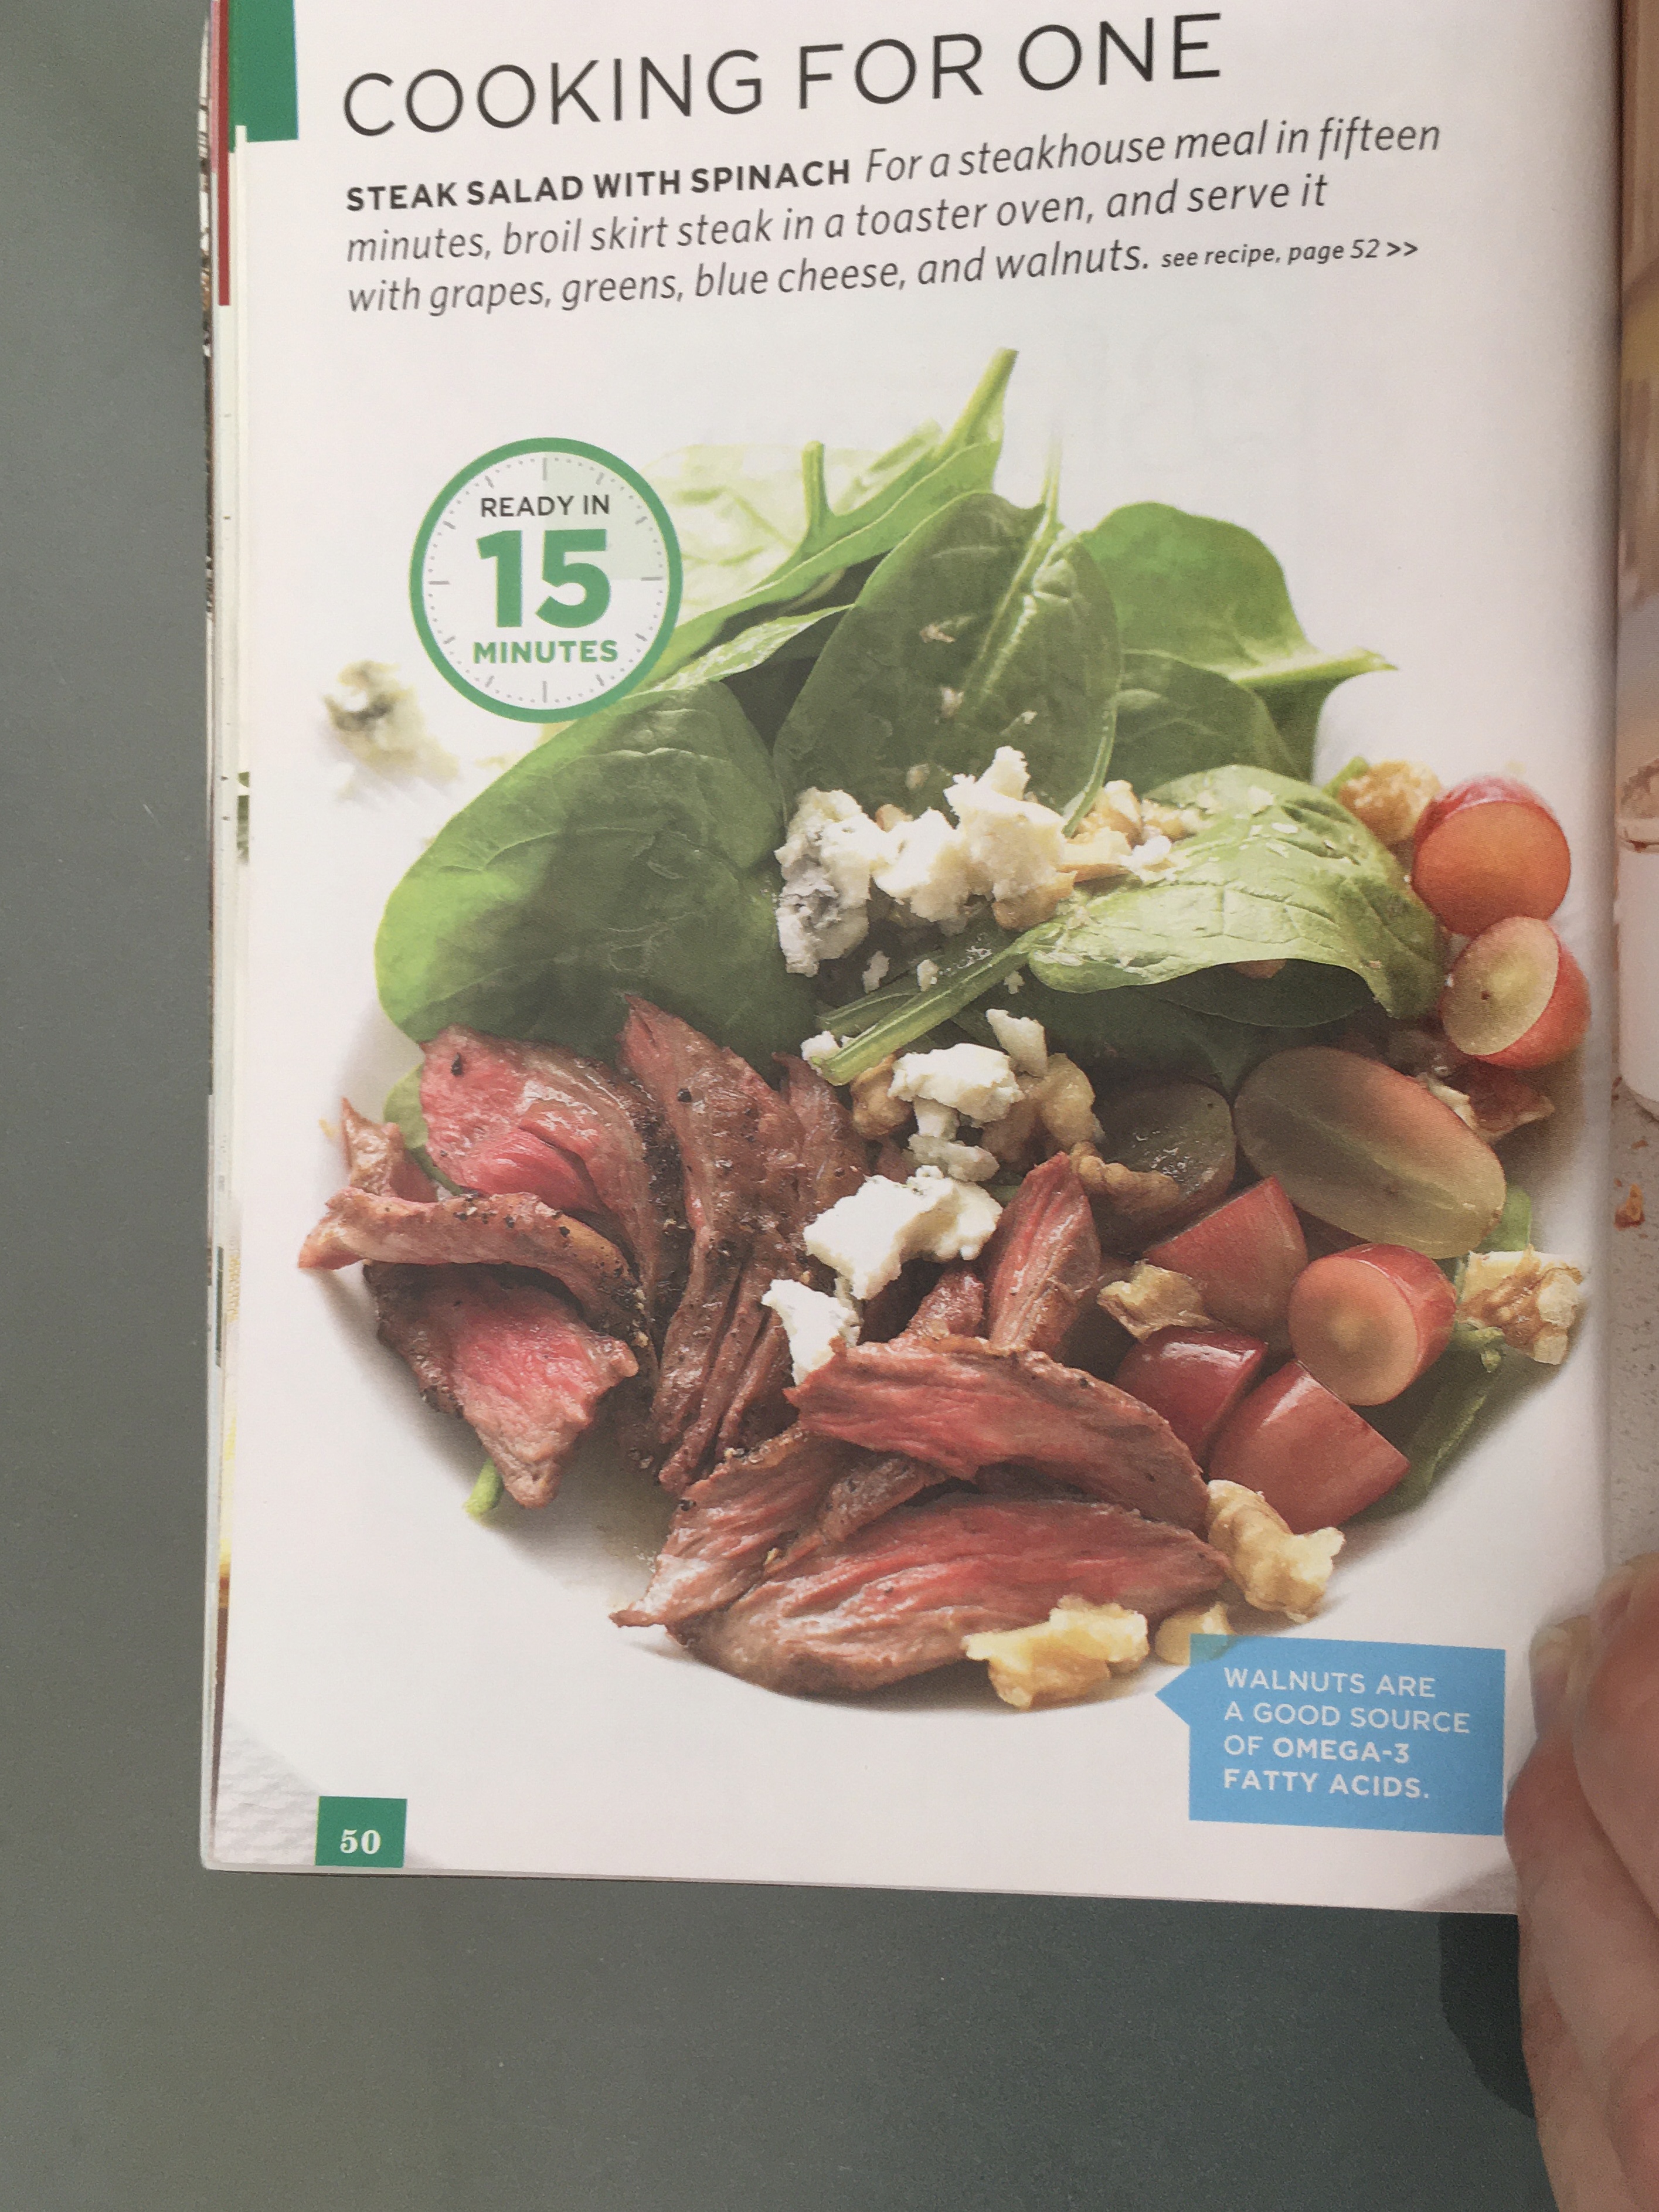 COOKING FOR ONE
STEAK SALAD WITH SPINACH For a steakhouse meal in fifteen
minutes, broil skirt steak in a toaster oven, and serve it
with grapes, greens, blue cheese, and walnuts. see recipe, page 52 >>
READY IN
15
MINUTES
WALNUTS ARE
A GOOD SOURCE
OF OMEGA-3
FATTY ACIDS.
50